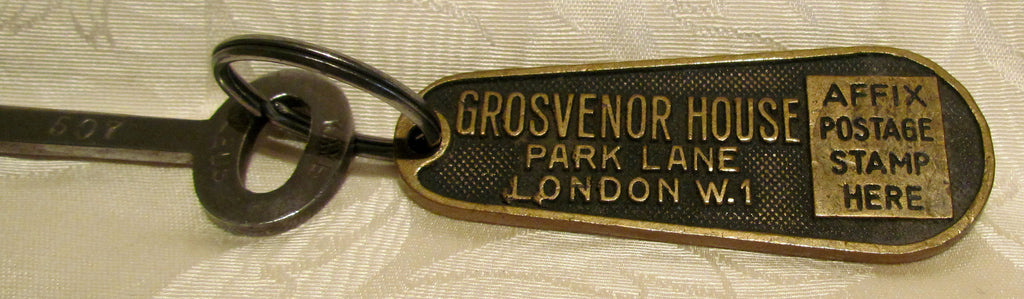 GROSVENOR HOUSE
PARK LANE
LONDON W.1
AFFIX
POSTAGE
STAMP
HERE